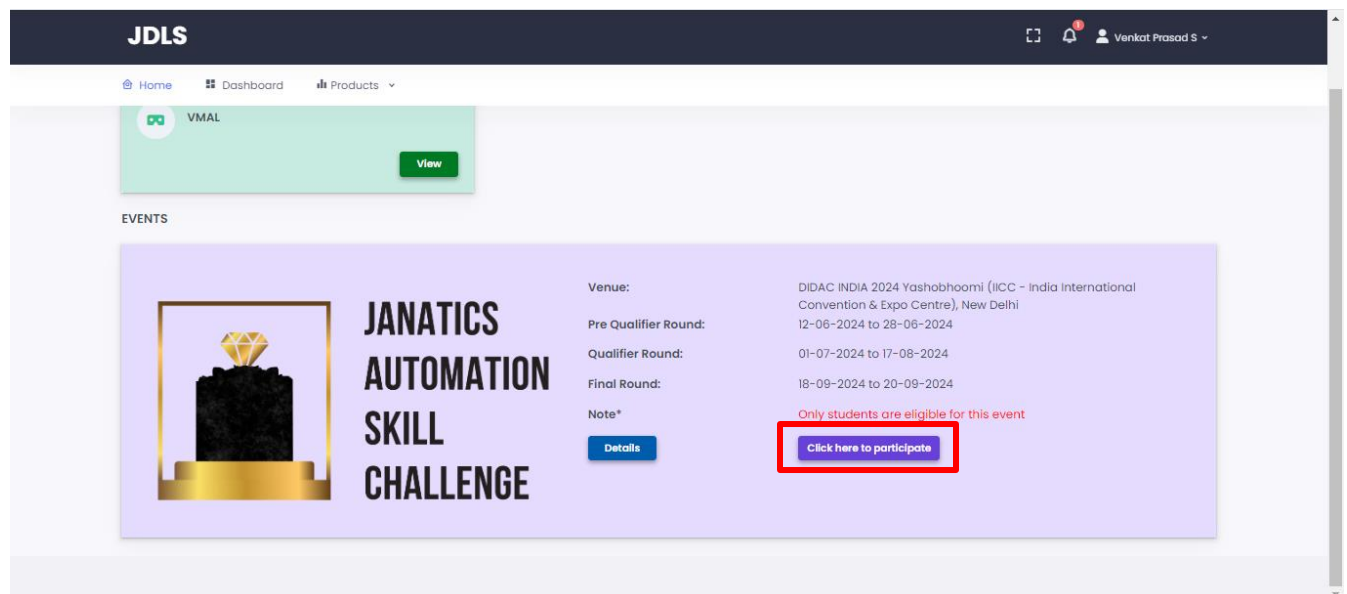 JDLS
1
Venkat Prasad S
Home
Dashboard
Products
VMAL
View
EVENTS
JANATICS
AUTOMATION
SKILL
CHALLENGE
Venue:
DIDAC INDIA 2024 Yashobhoomi (IICC - India International
Convention & Expo Centre), New Delhi
Pre Qualifier Round:
12-06-2024 to 28-06-2024
Qualifier Round:
01-07-2024 to 17-08-2024
Final Round:
18-09-2024 to 20-09-2024
Note*
Only students are eligible for this event
Details
Click here to participate